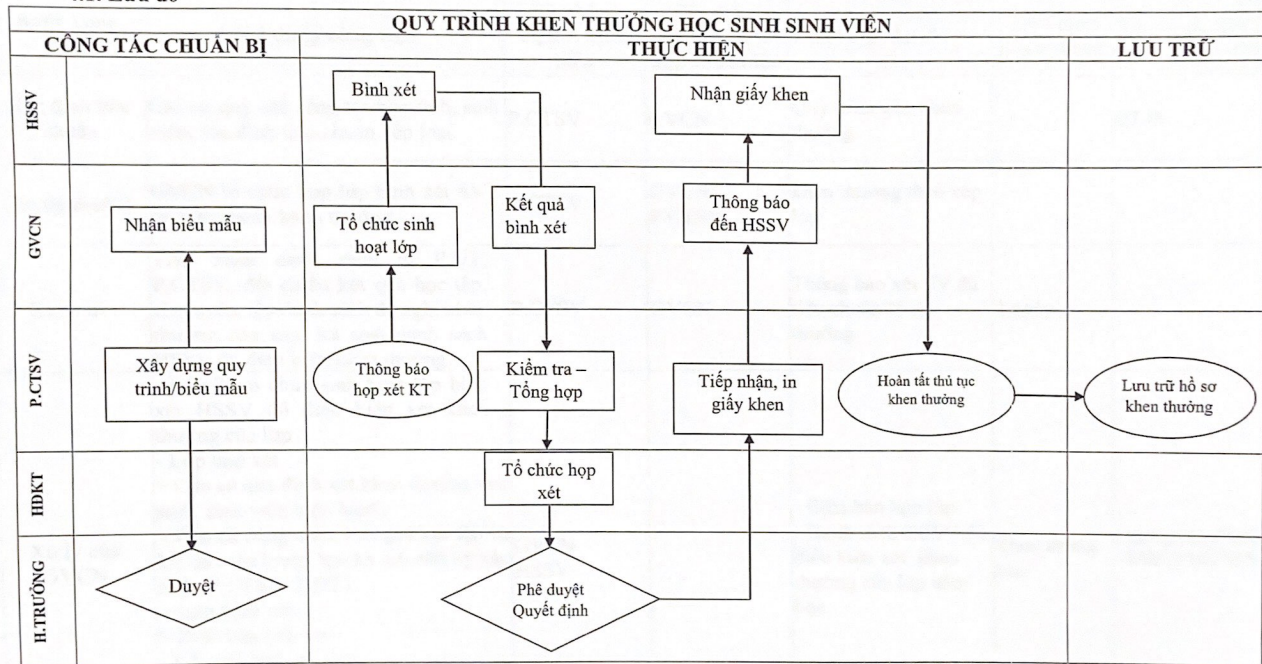 QUY TRÌNH KHEN THƯỞNG HỌC SINH SINH VIÊN
CÔNG TÁC CHUẨN BỊ
THỰC HIỆN
LƯU TRỮ
HSSV
Bình xét
Nhận giấy khen
GVCN
Nhận biểu mẫu
Tổ chức sinh
hoạt lớp
Kết quả
bình xét
Thông báo
đến HSSV
P.CTSV
Xây dựng quy
trình/biểu mẫu
Thông báo
họp xét KT
Kiểm tra –
Tổng hợp
Tiếp nhận, in
giấy khen
Hoàn tất thủ tục
khen thưởng
Lưu trữ hồ sơ
khen thưởng
HDKT
Tổ chức họp
xét
H.TRƯỞNG
Duyệt
Phê duyệt
Quyết định